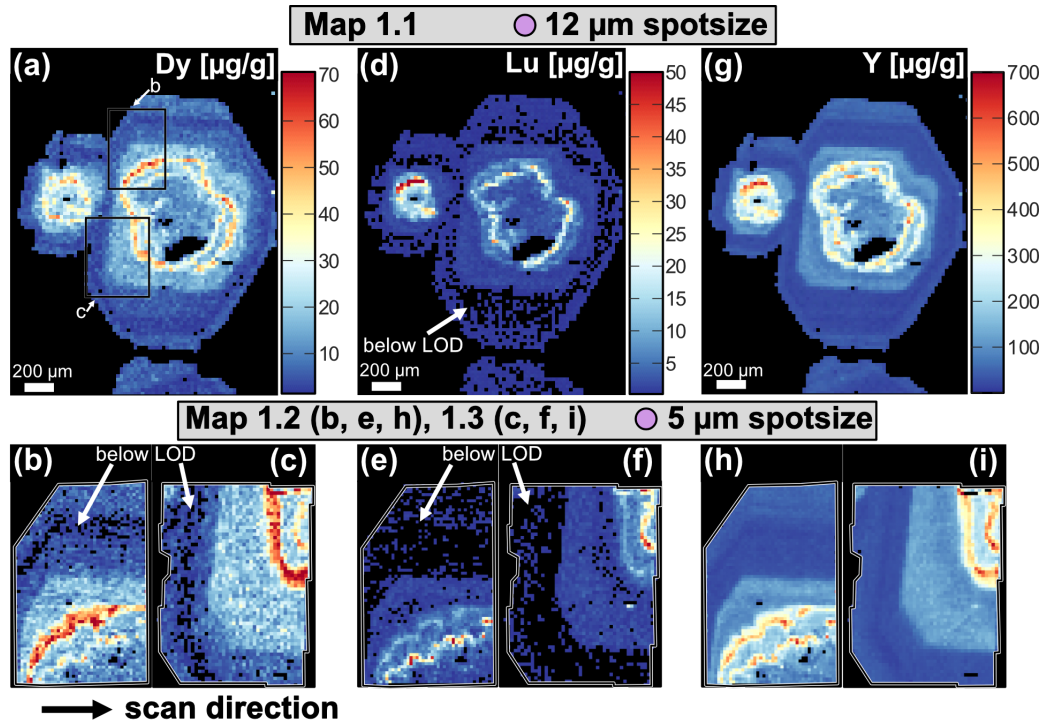 Map 1.1 12 µm spotsize
(a) Dy [µg/g]
b
c
200 µm
70
60
50
40
30
20
10
(d) Lu [µg/g]
below LOD
200 µm
50
45
40
35
30
25
20
15
10
5
(g) Y [µg/g]
200 µm
700
600
500
400
300
200
100
Map 1.2 (b, e, h), 1.3 (c, f, i) 5 µm spotsize
(b) below LOD (c)
(e) below LOD (f)
(h) (i)
scan direction